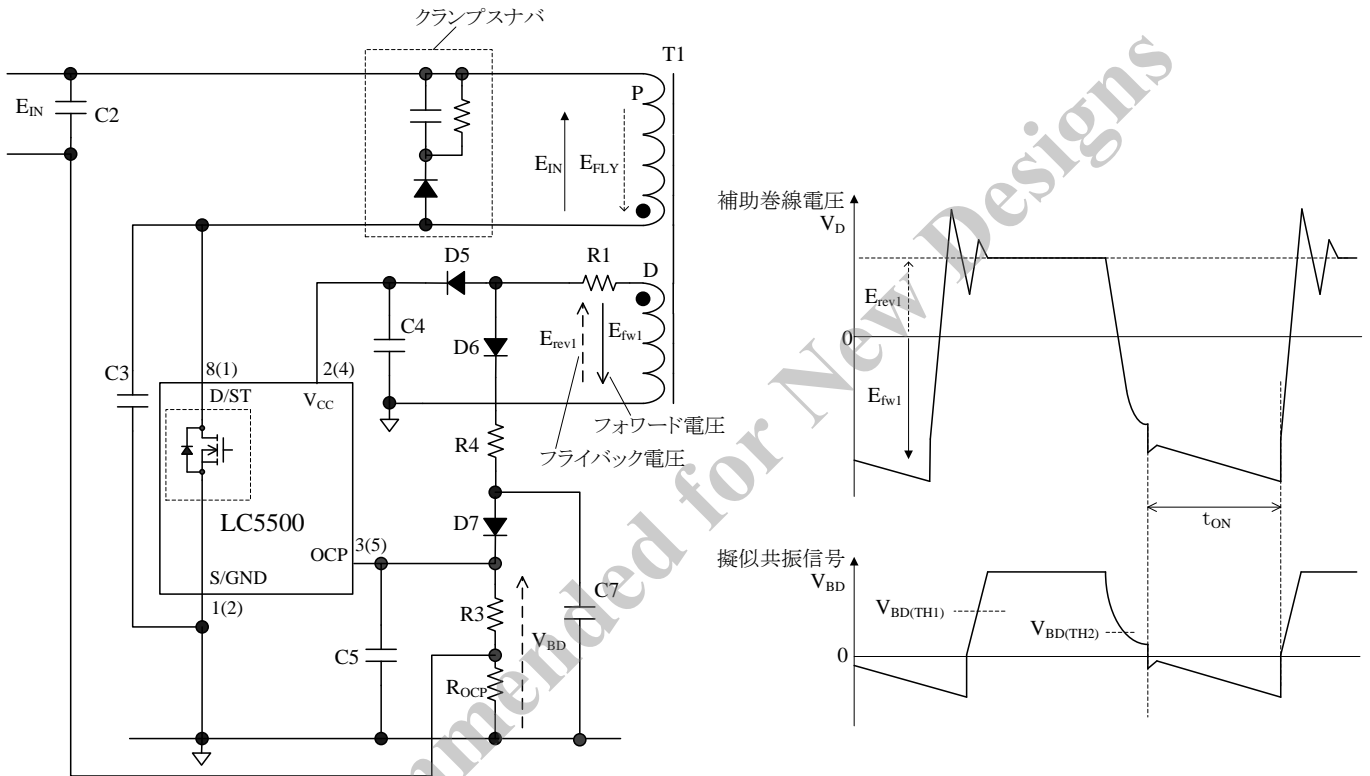 クランプスナバ
T1
P
E_IN
C2
E_IN
E_FLY
D5
R1
D
C4
E_rev1
E_fw1
D6
C3
8(1)
2(4)
D/ST
V_CC
フォワード電圧
フライバック電圧
R4
LC5500
D7
OCP
3(5)
S/GND
1(2)
R3
C7
V_BD
C5
R_OCP
補助巻線電圧
V_D
E_rev1
0
E_fw1
t_ON
擬似共振信号
V_BD
V_BD(TH1)
V_BD(TH2)
0
mmended for New Designs